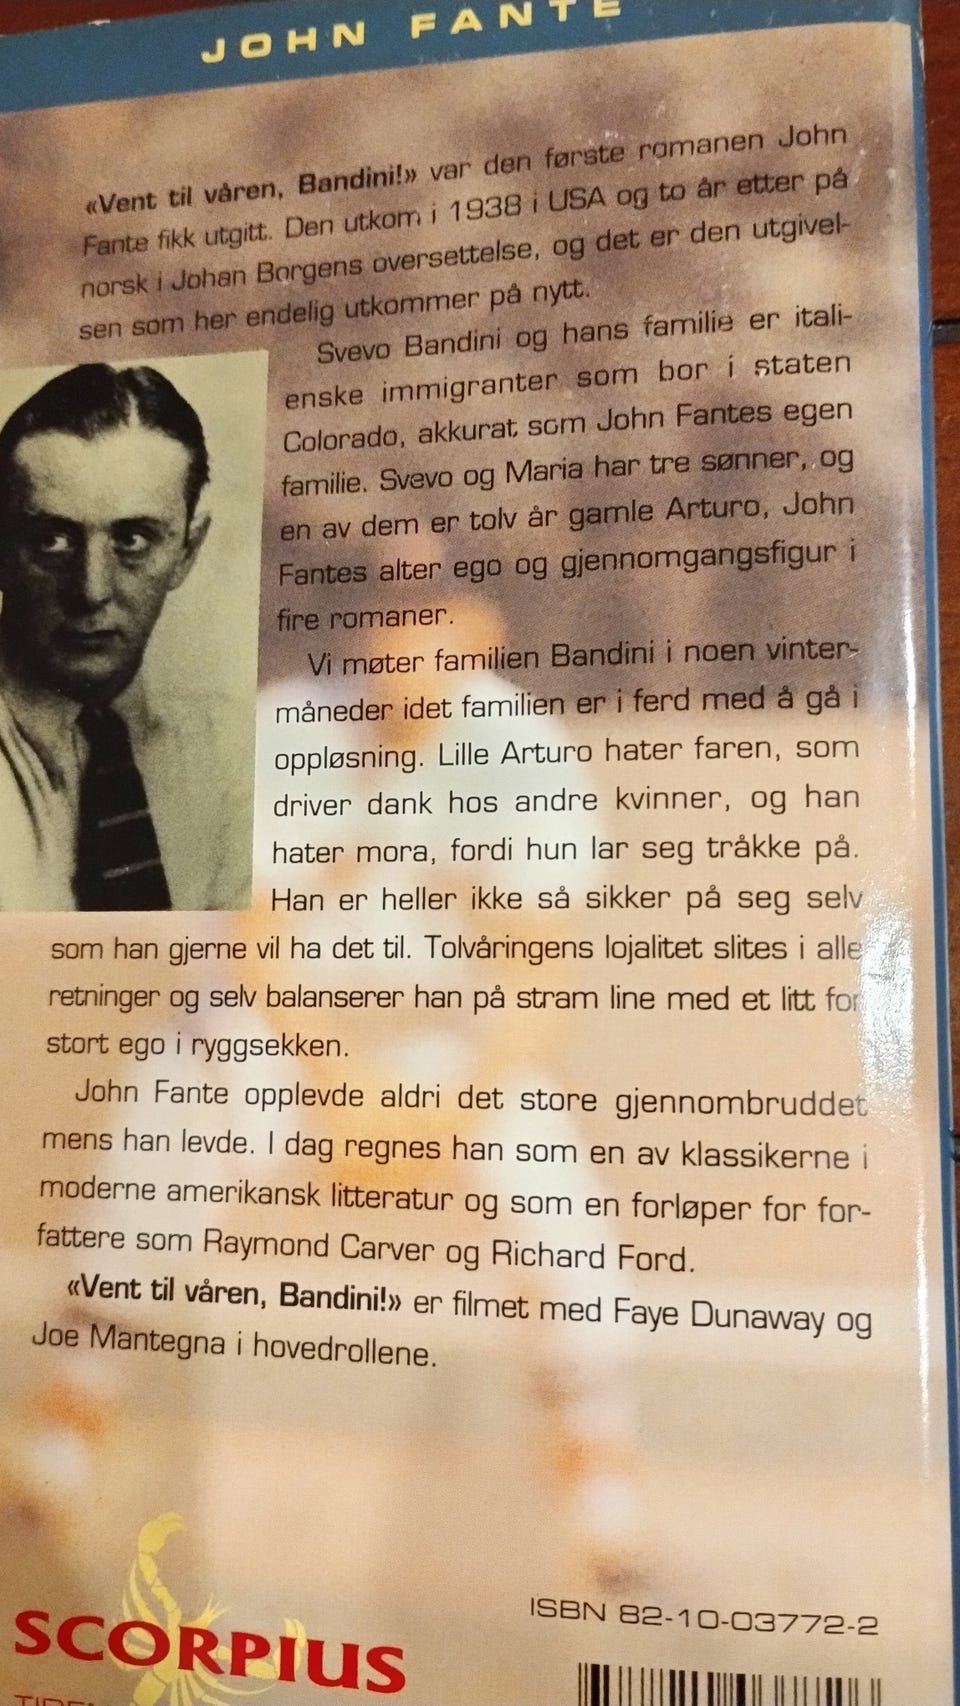 JOHN FANTE
«Vent til våren, Bandini!» var den første romanen John
Fante fikk utgitt. Den utkom i 1938 i USA og to år etter på
norsk i Johan Borgens oversettelse, og det er den utgivel-
sen som her endelig utkommer på nytt.
Svevo Bandini og hans familie er itali-
enske immigranter som bor i staten
Colorado, akkurat som John Fantes egen
familie. Svevo og Maria har tre sønner, og
en av dem er tolv år gamle Arturo, John
Fantes alter ego og gjennomgangsfigur i
fire romaner.
Vi møter familien Bandini i noen vinter-
måneder idet familien er i ferd med å gå i
oppløsning. Lille Arturo hater faren, som
driver dank hos andre kvinner, og han
hater mora, fordi hun lar seg tråkke på.
Han er heller ikke så sikker på seg selv
som han gjerne vil ha det til. Tolvåringens lojalitet slites i alle
retninger og selv balanserer han på stram line med et litt for
stort ego i ryggsekken.
John Fante opplevde aldri det store gjennombruddet
mens han levde. I dag regnes han som en av klassikerne i
moderne amerikansk litteratur og som en forløper for for-
fattere som Raymond Carver og Richard Ford.
«Vent til våren, Bandini!» er filmet med Faye Dunaway og
Joe Mantegna i hovedrollene.
ISBN 82-10-03772-2
SCORPIUS